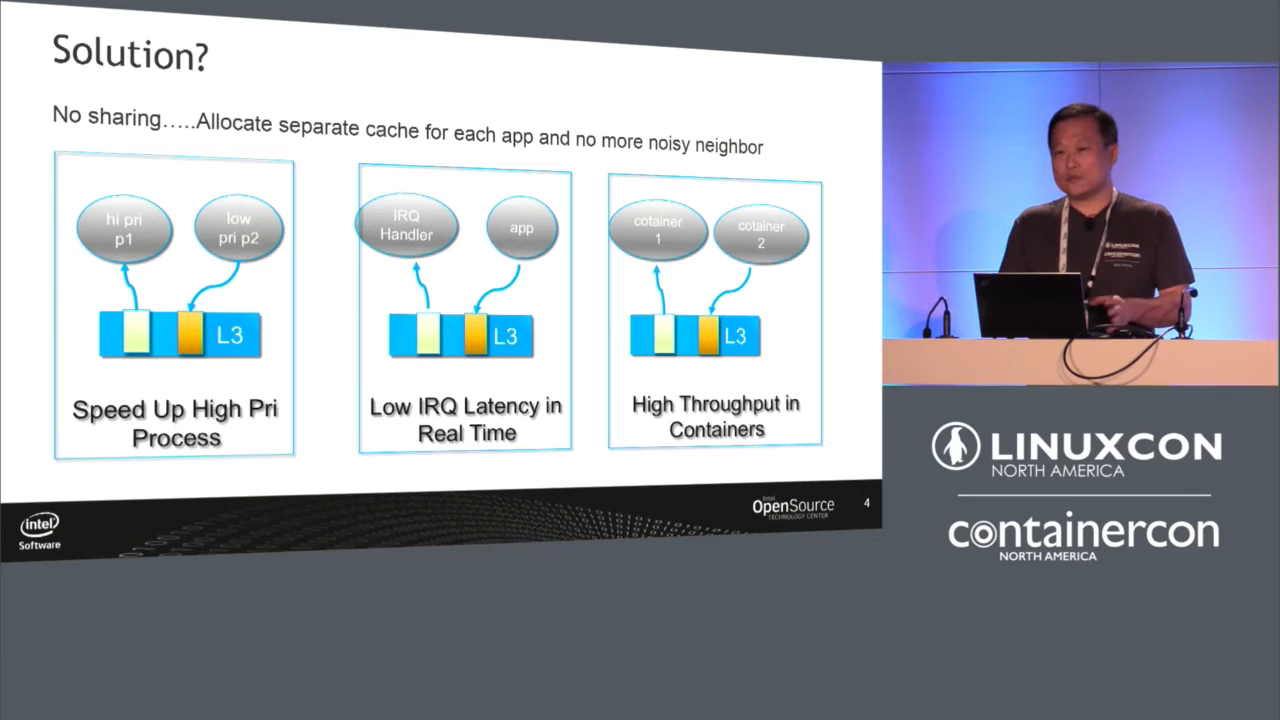 Solution?
No sharing…..Allocate separate cache for each app and no more noisy neighbor
hi pri
p1
low
pri p2
L3
Speed Up High Pri
Process
IRQ
Handler
app
L3
Low IRQ Latency in
Real Time
cotainer
1
cotainer
2
L3
High Throughput in
Containers
intel
Software
Intel
OpenSource
TECHNOLOGY CENTER
4
LINUXCON
containercon
LINUXCON
NORTH AMERICA
containercon
NORTH AMERICA